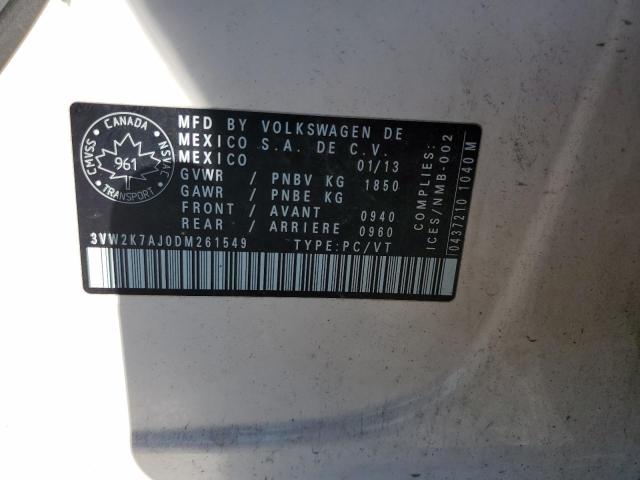 CANADA
CMVSS
NSVAC
961
TRANSPORT
MFD BY VOLKSWAGEN DE
MEXICO S.A. DE C.V.
MEXICO 01/13
GVWR / PNBV KG 1850
GAWR / PNBE KG
FRONT / AVANT 0940
REAR / ARRIERE 0960
3VW2K7AJ0DM261549 TYPE:PC/VT
COMPLIES:
ICES/NMB-002
0437210 1040 M